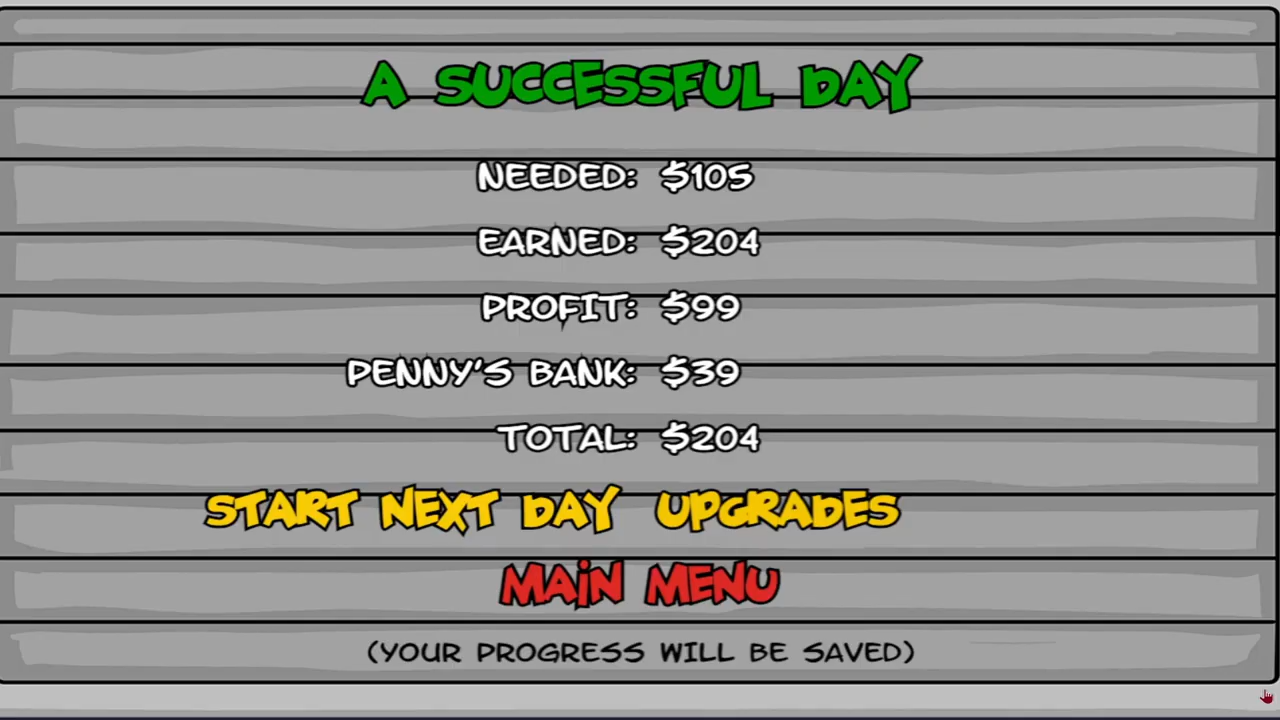 A SUCCESSFUL DAY
NEEDED: $105
EARNED: $204
PROFIT: $99
PENNY'S BANK: $39
TOTAL: $204
START NEXT DAY UPGRADES
MAIN MENU
(YOUR PROGRESS WILL BE SAVED)